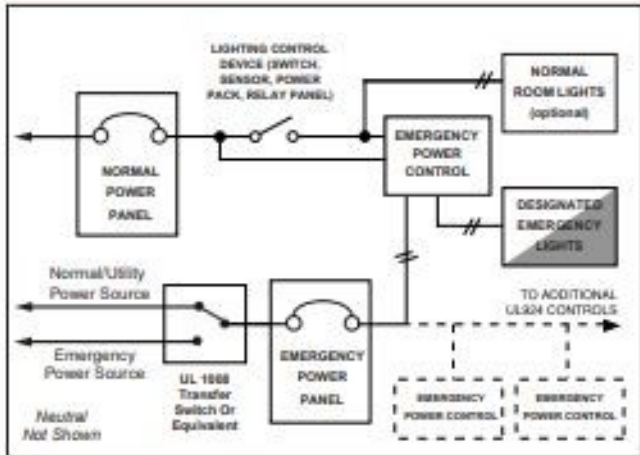 LIGHTING CONTROL
DEVICE (SWITCH,
SENSOR, POWER
PACK, RELAY PANEL)
NORMAL
ROOM LIGHTS
(optional)
EMERGENCY
POWER
CONTROL
NORMAL
POWER
PANEL
DESIGNATED
EMERGENCY
LIGHTS
Normal/Utility
Power Source
TO ADDITIONAL
UL924 CONTROLS
Emergency
Power Source
EMERGENCY
POWER
PANEL
UL 1008
Transfer
Switch Or
Equivalent
EMERGENCY
POWER CONTROL
EMERGENCY
POWER CONTROL
Neutral
Not Shown